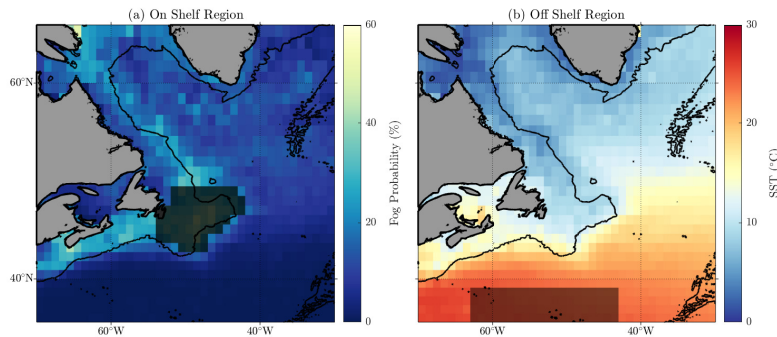 (a) On Shelf Region
(b) Off Shelf Region
60°N
40°N
60°W
40°W
60
40
20
0
Fog Probability (%)
60°W
40°W
30
20
10
0
SST (°C)